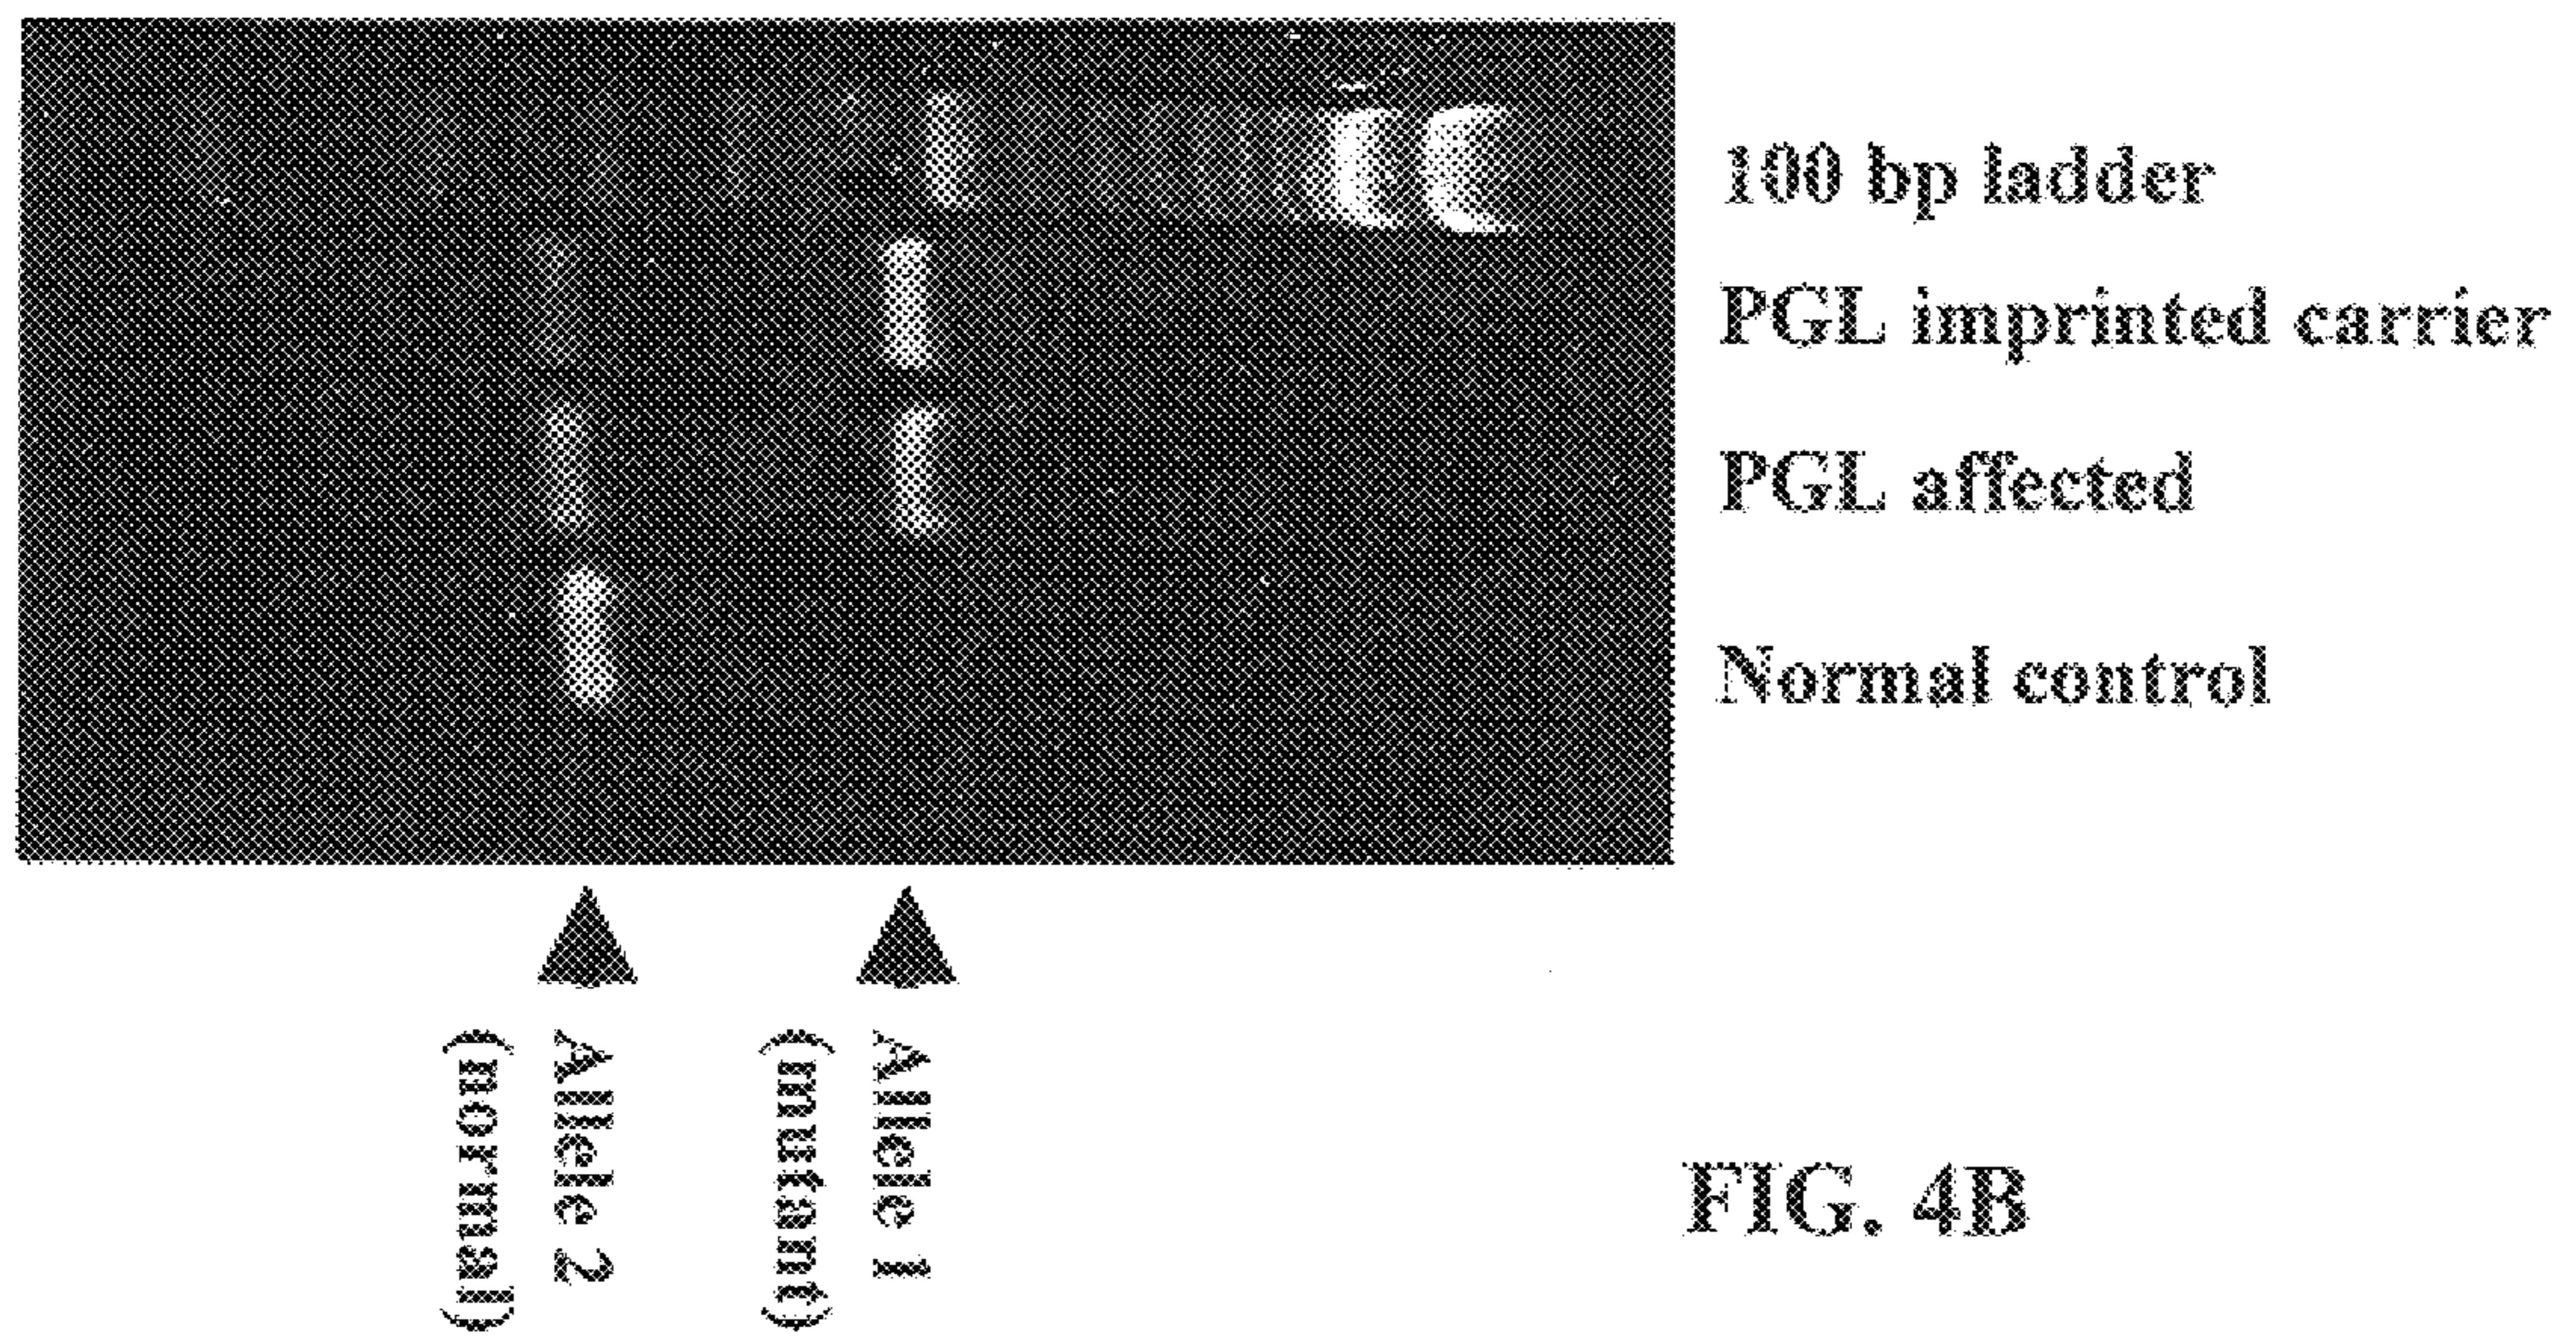 100 bp ladder
PGL imprinted carrier
PGL affected
Normal control
Allele 1
(mutant)
Allele 2
(normal)
FIG. 4B